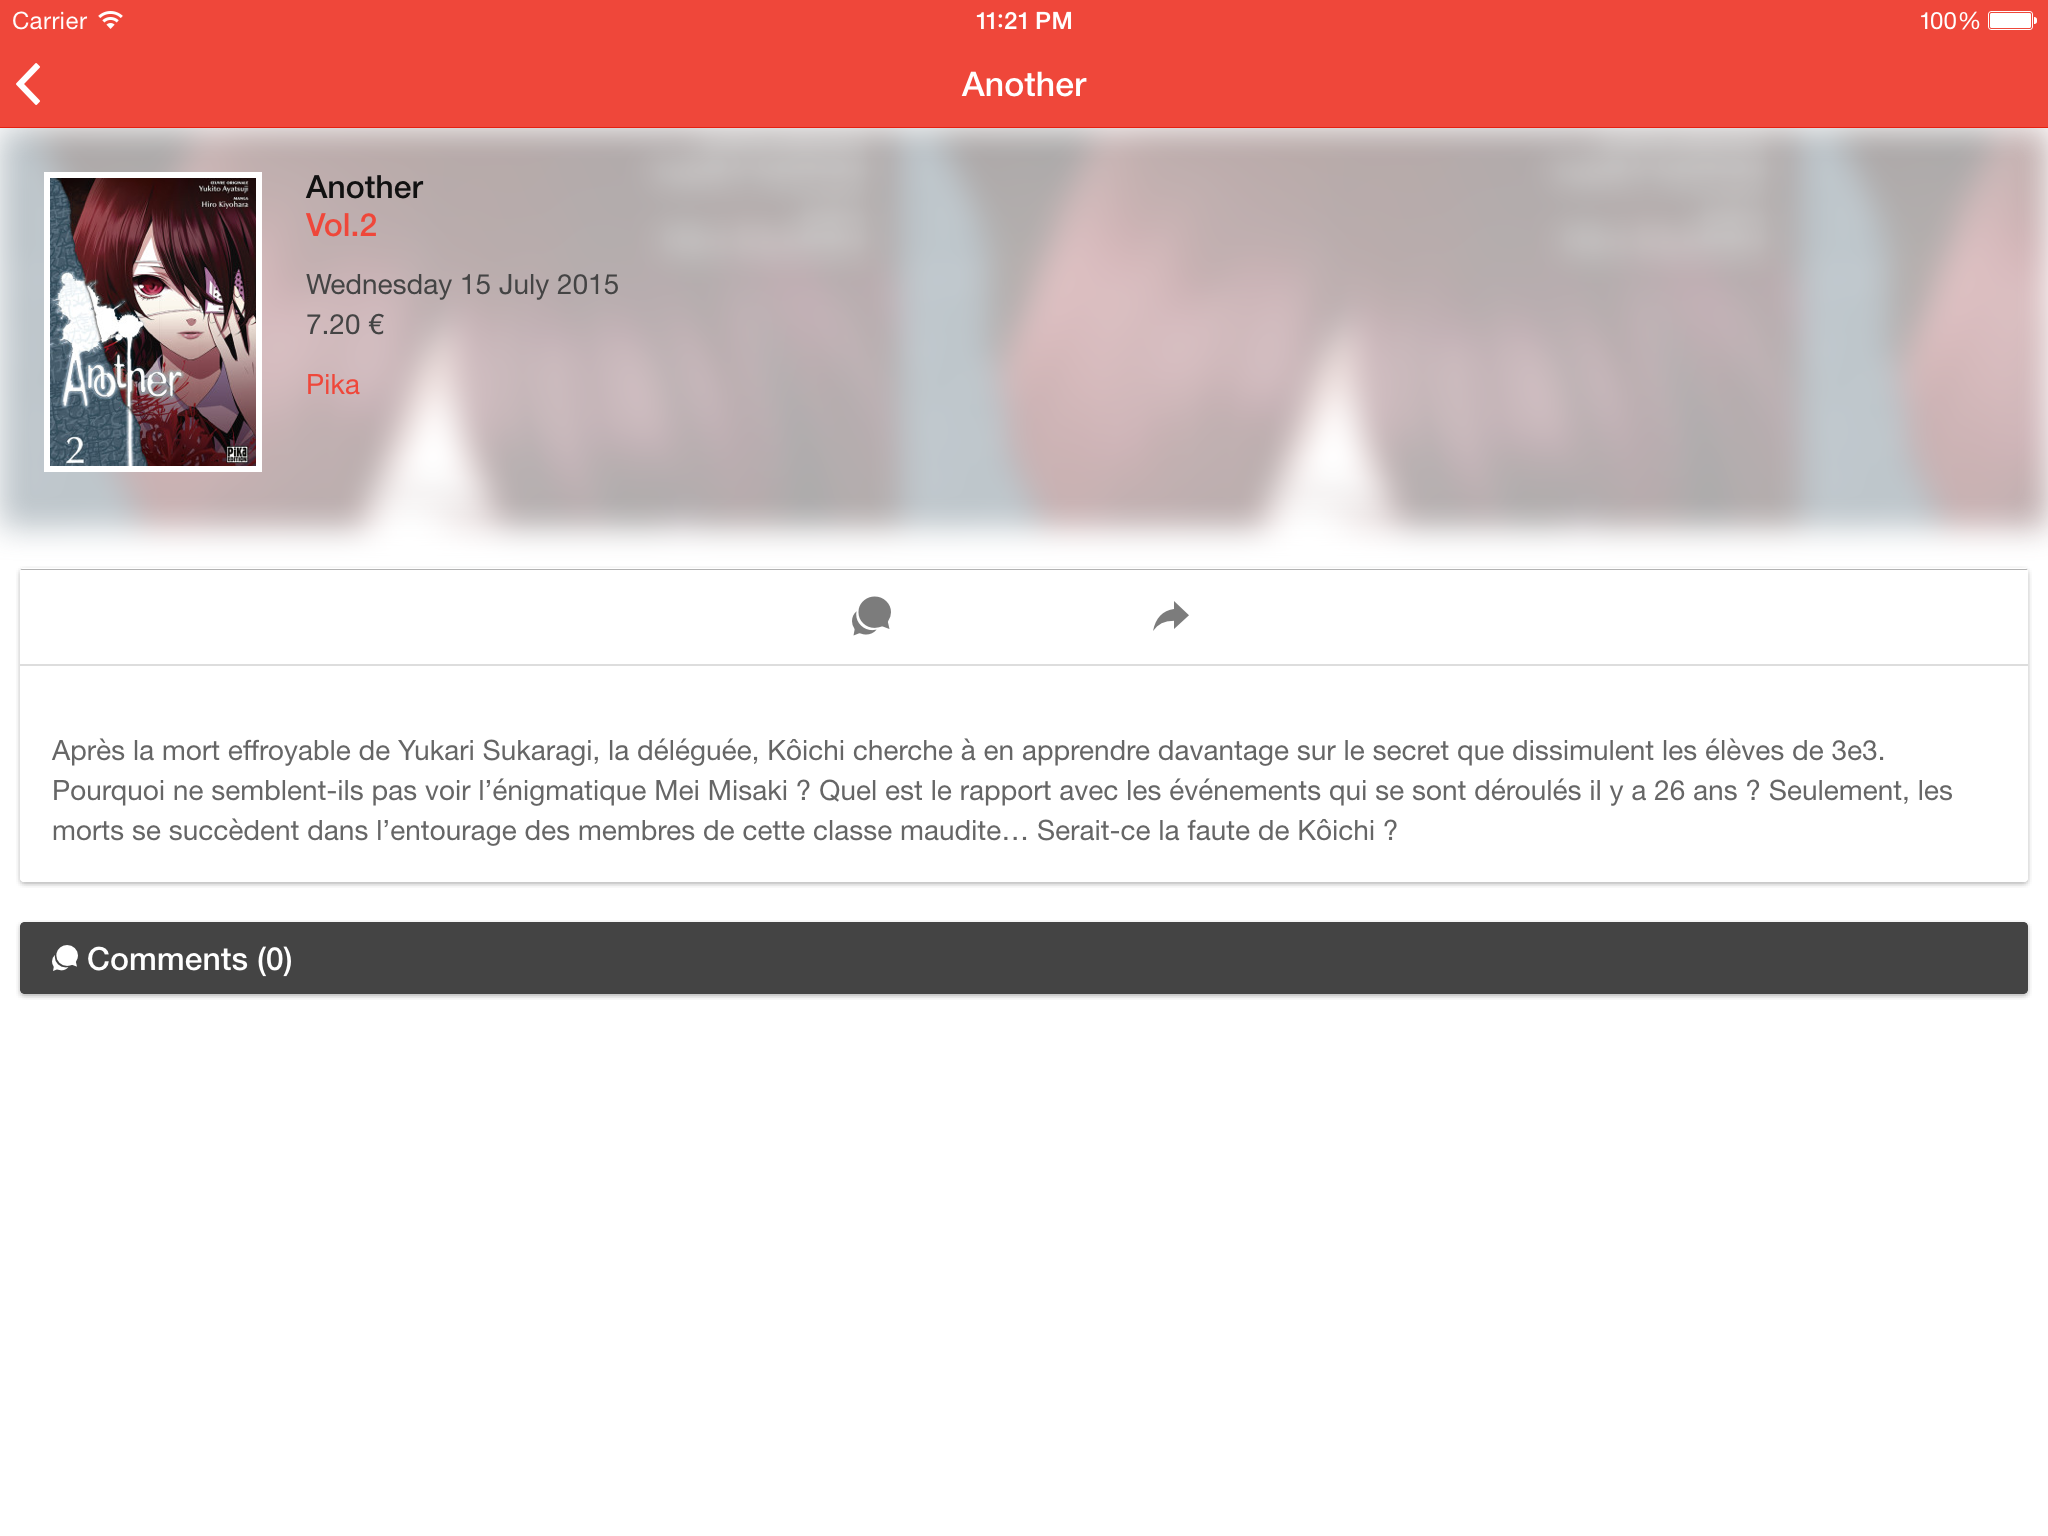 Carrier
11:21 PM
100%
Another
ŒUVRE ORIGINALE
Yukito Ayatsuji
MANGA
Hiro Kiyohara
Another
2
Pika
EDITION
Another
Vol.2
Wednesday 15 July 2015
7.20 €
Pika
Après la mort effroyable de Yukari Sukaragi, la déléguée, Kôichi cherche à en apprendre davantage sur le secret que dissimulent les élèves de 3e3.
Pourquoi ne semblent-ils pas voir l’énigmatique Mei Misaki ? Quel est le rapport avec les événements qui se sont déroulés il y a 26 ans ? Seulement, les
morts se succèdent dans l’entourage des membres de cette classe maudite… Serait-ce la faute de Kôichi ?
Comments (0)